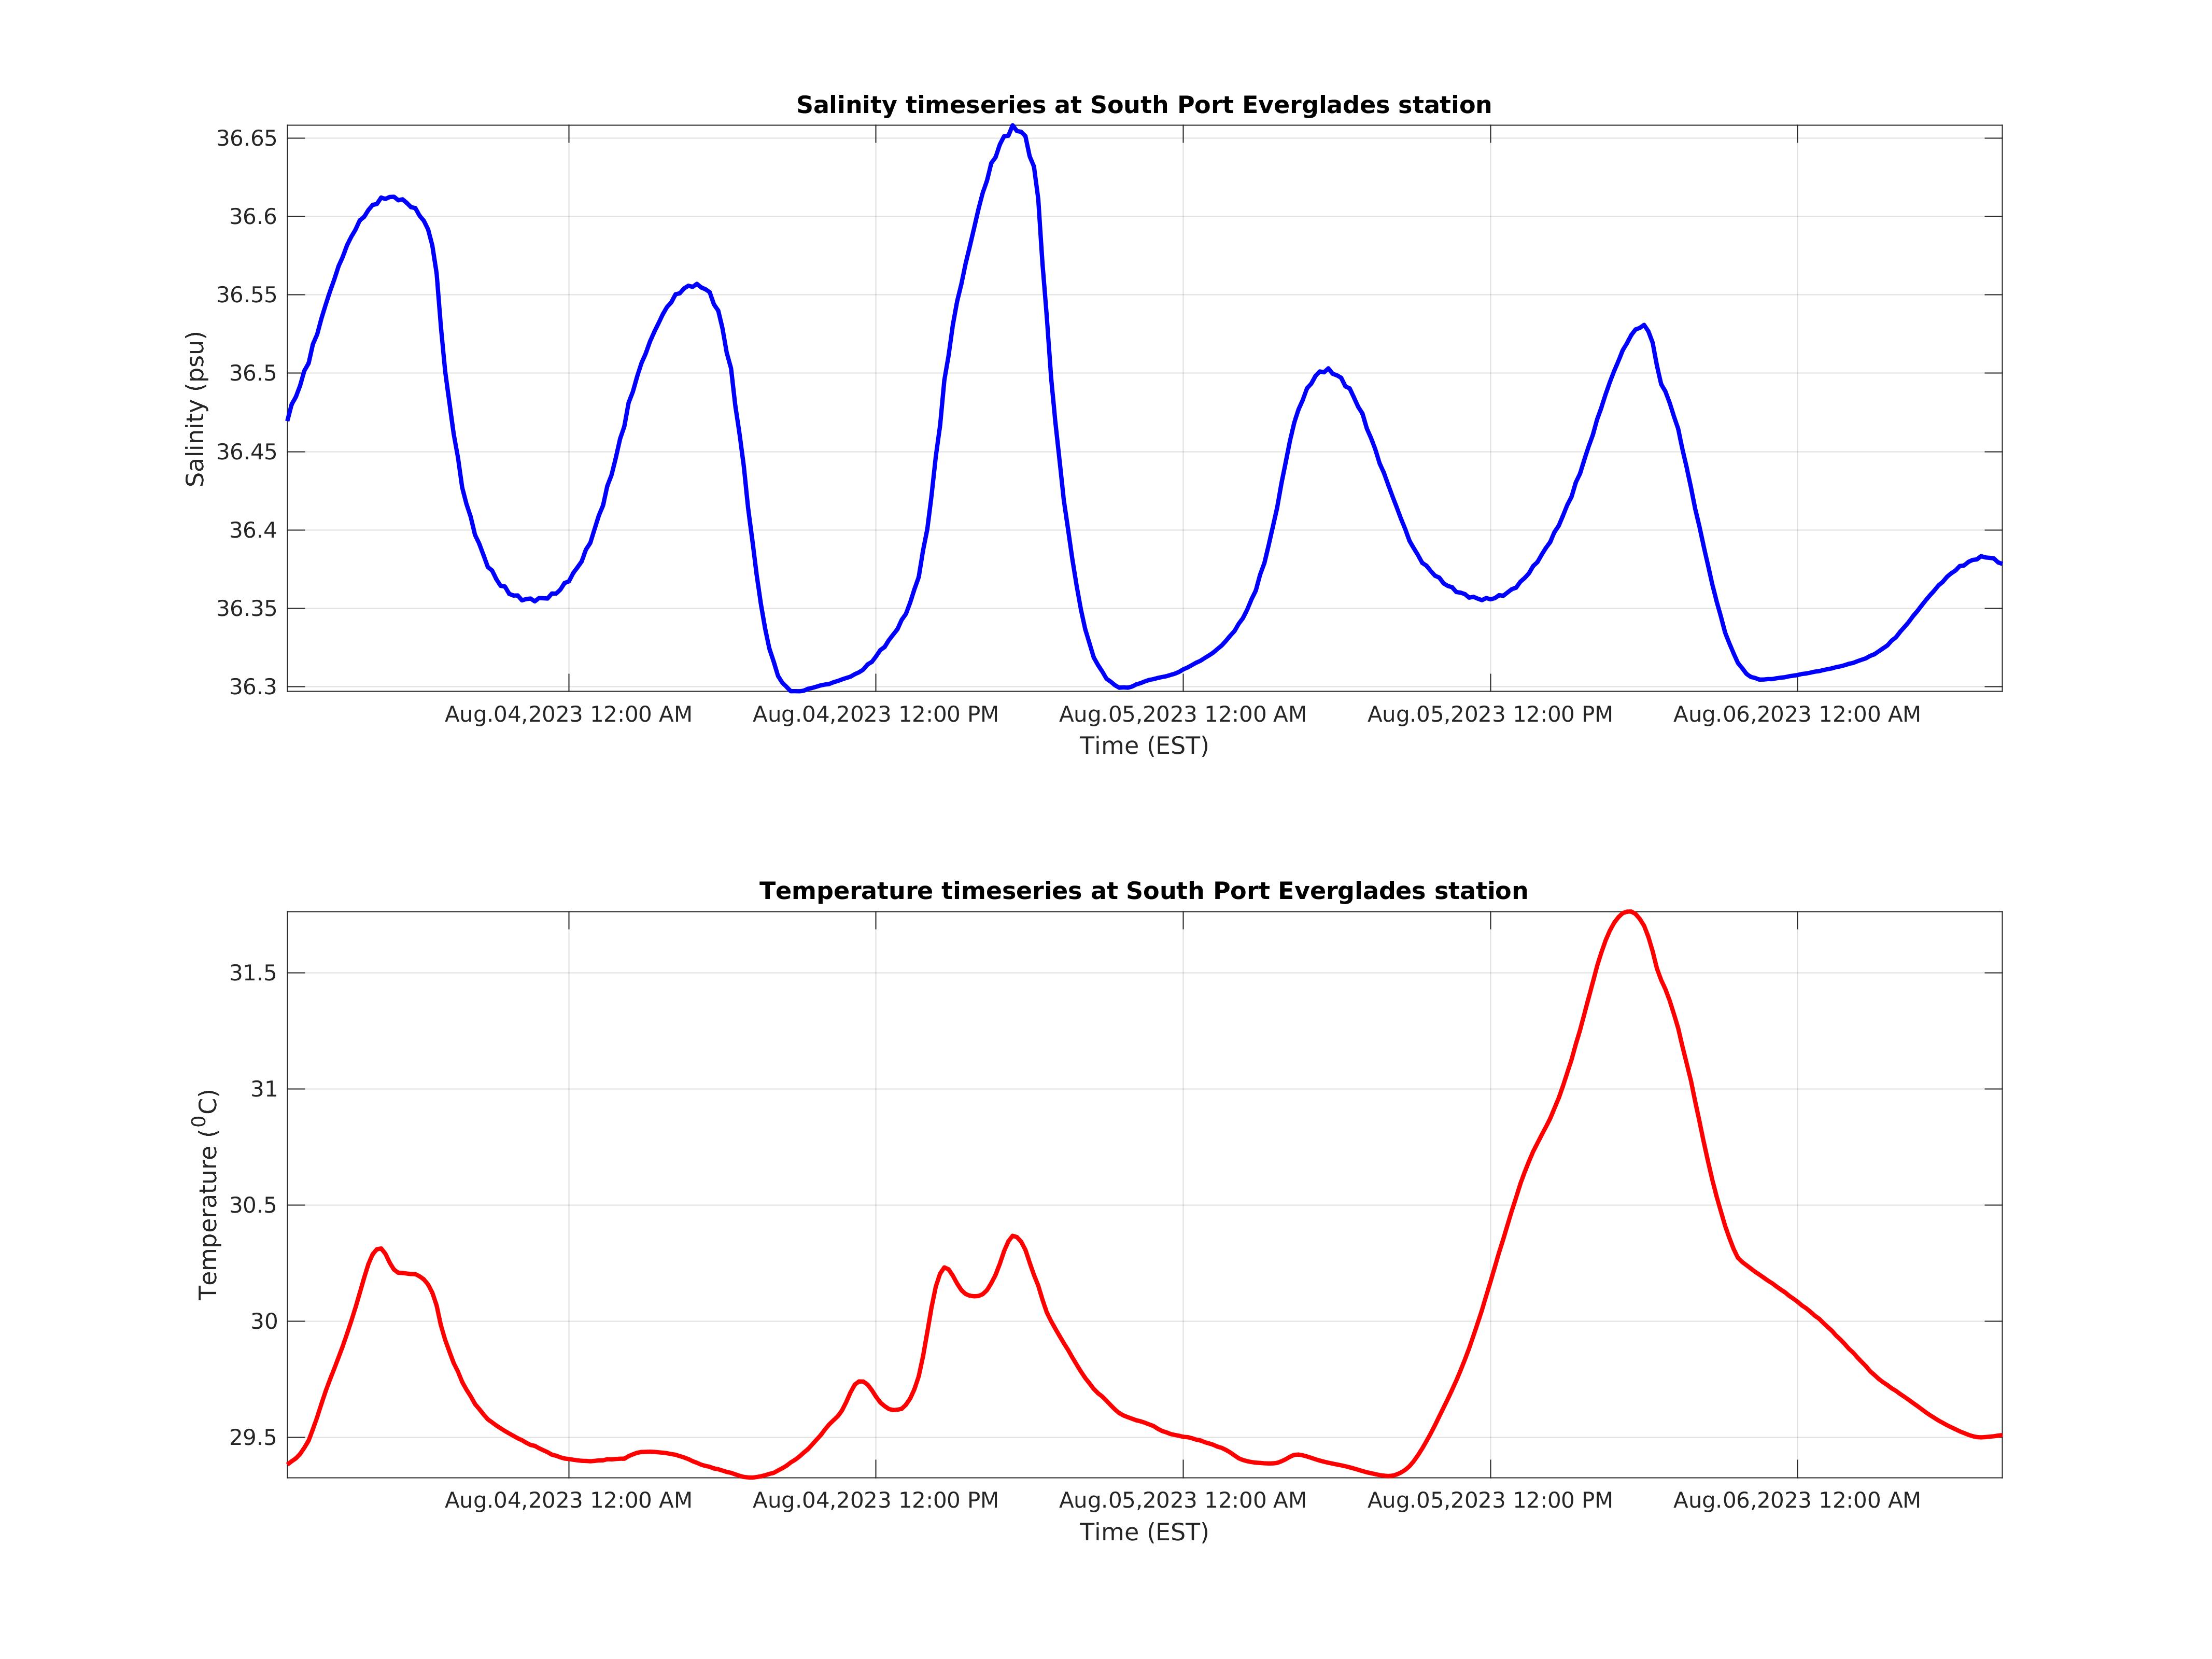 Salinity timeseries at South Port Everglades station
36.65
36.6
36.55
36.5
36.45
36.4
36.35
36.3
Salinity (psu)
Aug.04,2023 12:00 AM Aug.04,2023 12:00 PM Aug.05,2023 12:00 AM Aug.05,2023 12:00 PM Aug.06,2023 12:00 AM
Time (EST)
Temperature timeseries at South Port Everglades station
31.5
31
30.5
30
29.5
Temperature (⁰C)
Aug.04,2023 12:00 AM Aug.04,2023 12:00 PM Aug.05,2023 12:00 AM Aug.05,2023 12:00 PM Aug.06,2023 12:00 AM
Time (EST)